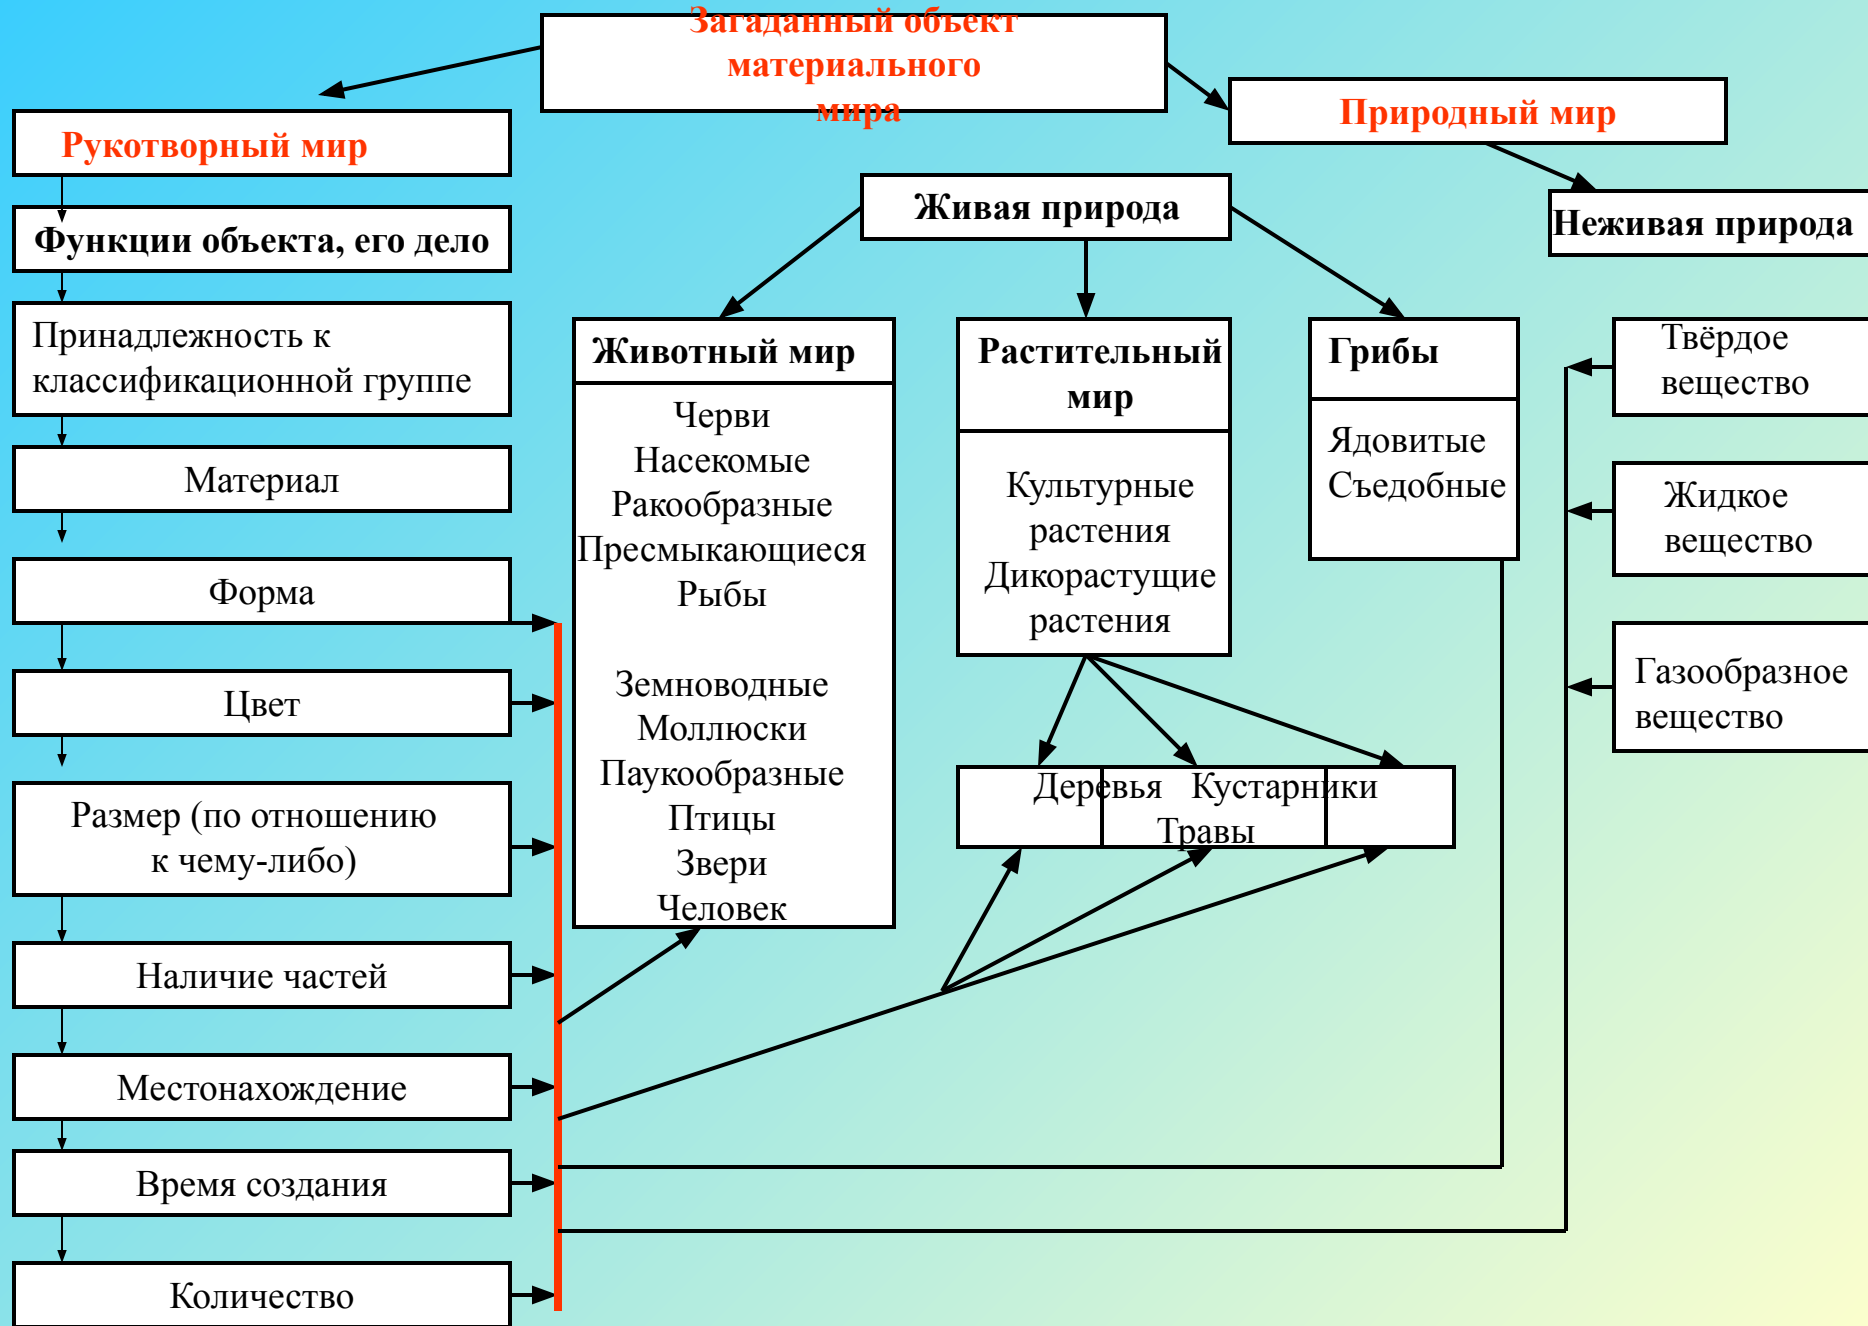 Загаданный объект
материального
мира
Рукотворный мир
Природный мир
Функции объекта, его дело
Живая природа
Неживая природа
Принадлежность к
классификационной группе
Материал
Форма
Цвет
Размер (по отношению
к чему-либо)
Наличие частей
Местонахождение
Время создания
Количество
Животный мир
Черви
Насекомые
Ракообразные
Пресмыкающиеся
Рыбы
Земноводные
Моллюски
Паукообразные
Птицы
Звери
Человек
Растительный
мир
Культурные
растения
Дикорастущие
растения
Деревья Кустарники
Травы
Грибы
Ядовитые
Съедобные
Твёрдое
вещество
Жидкое
вещество
Газообразное
вещество